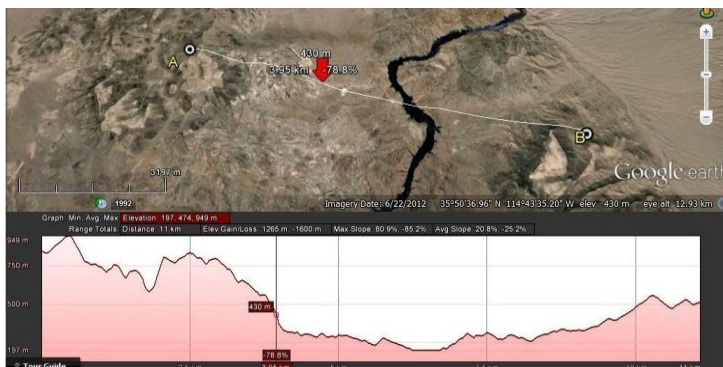 A
430 m
3.95 km -78.8%
B
3197 m
Google earth
1992
Imagery Date: 6/22/2012 35°50'36.96" N 114°43'35.20" W elev 430 m eye alt 12.93 km
Graph: Min, Avg, Max Elevation: 197, 474, 949 m
Range Totals: Distance: 11 km Elev Gain/Loss: 1265 m, -1600 m Max Slope: 80.9%, -85.2% Avg Slope: 20.8%, -25.2%
949 m
750 m
500 m
430 m
197 m
-78.8%
Tour Guide